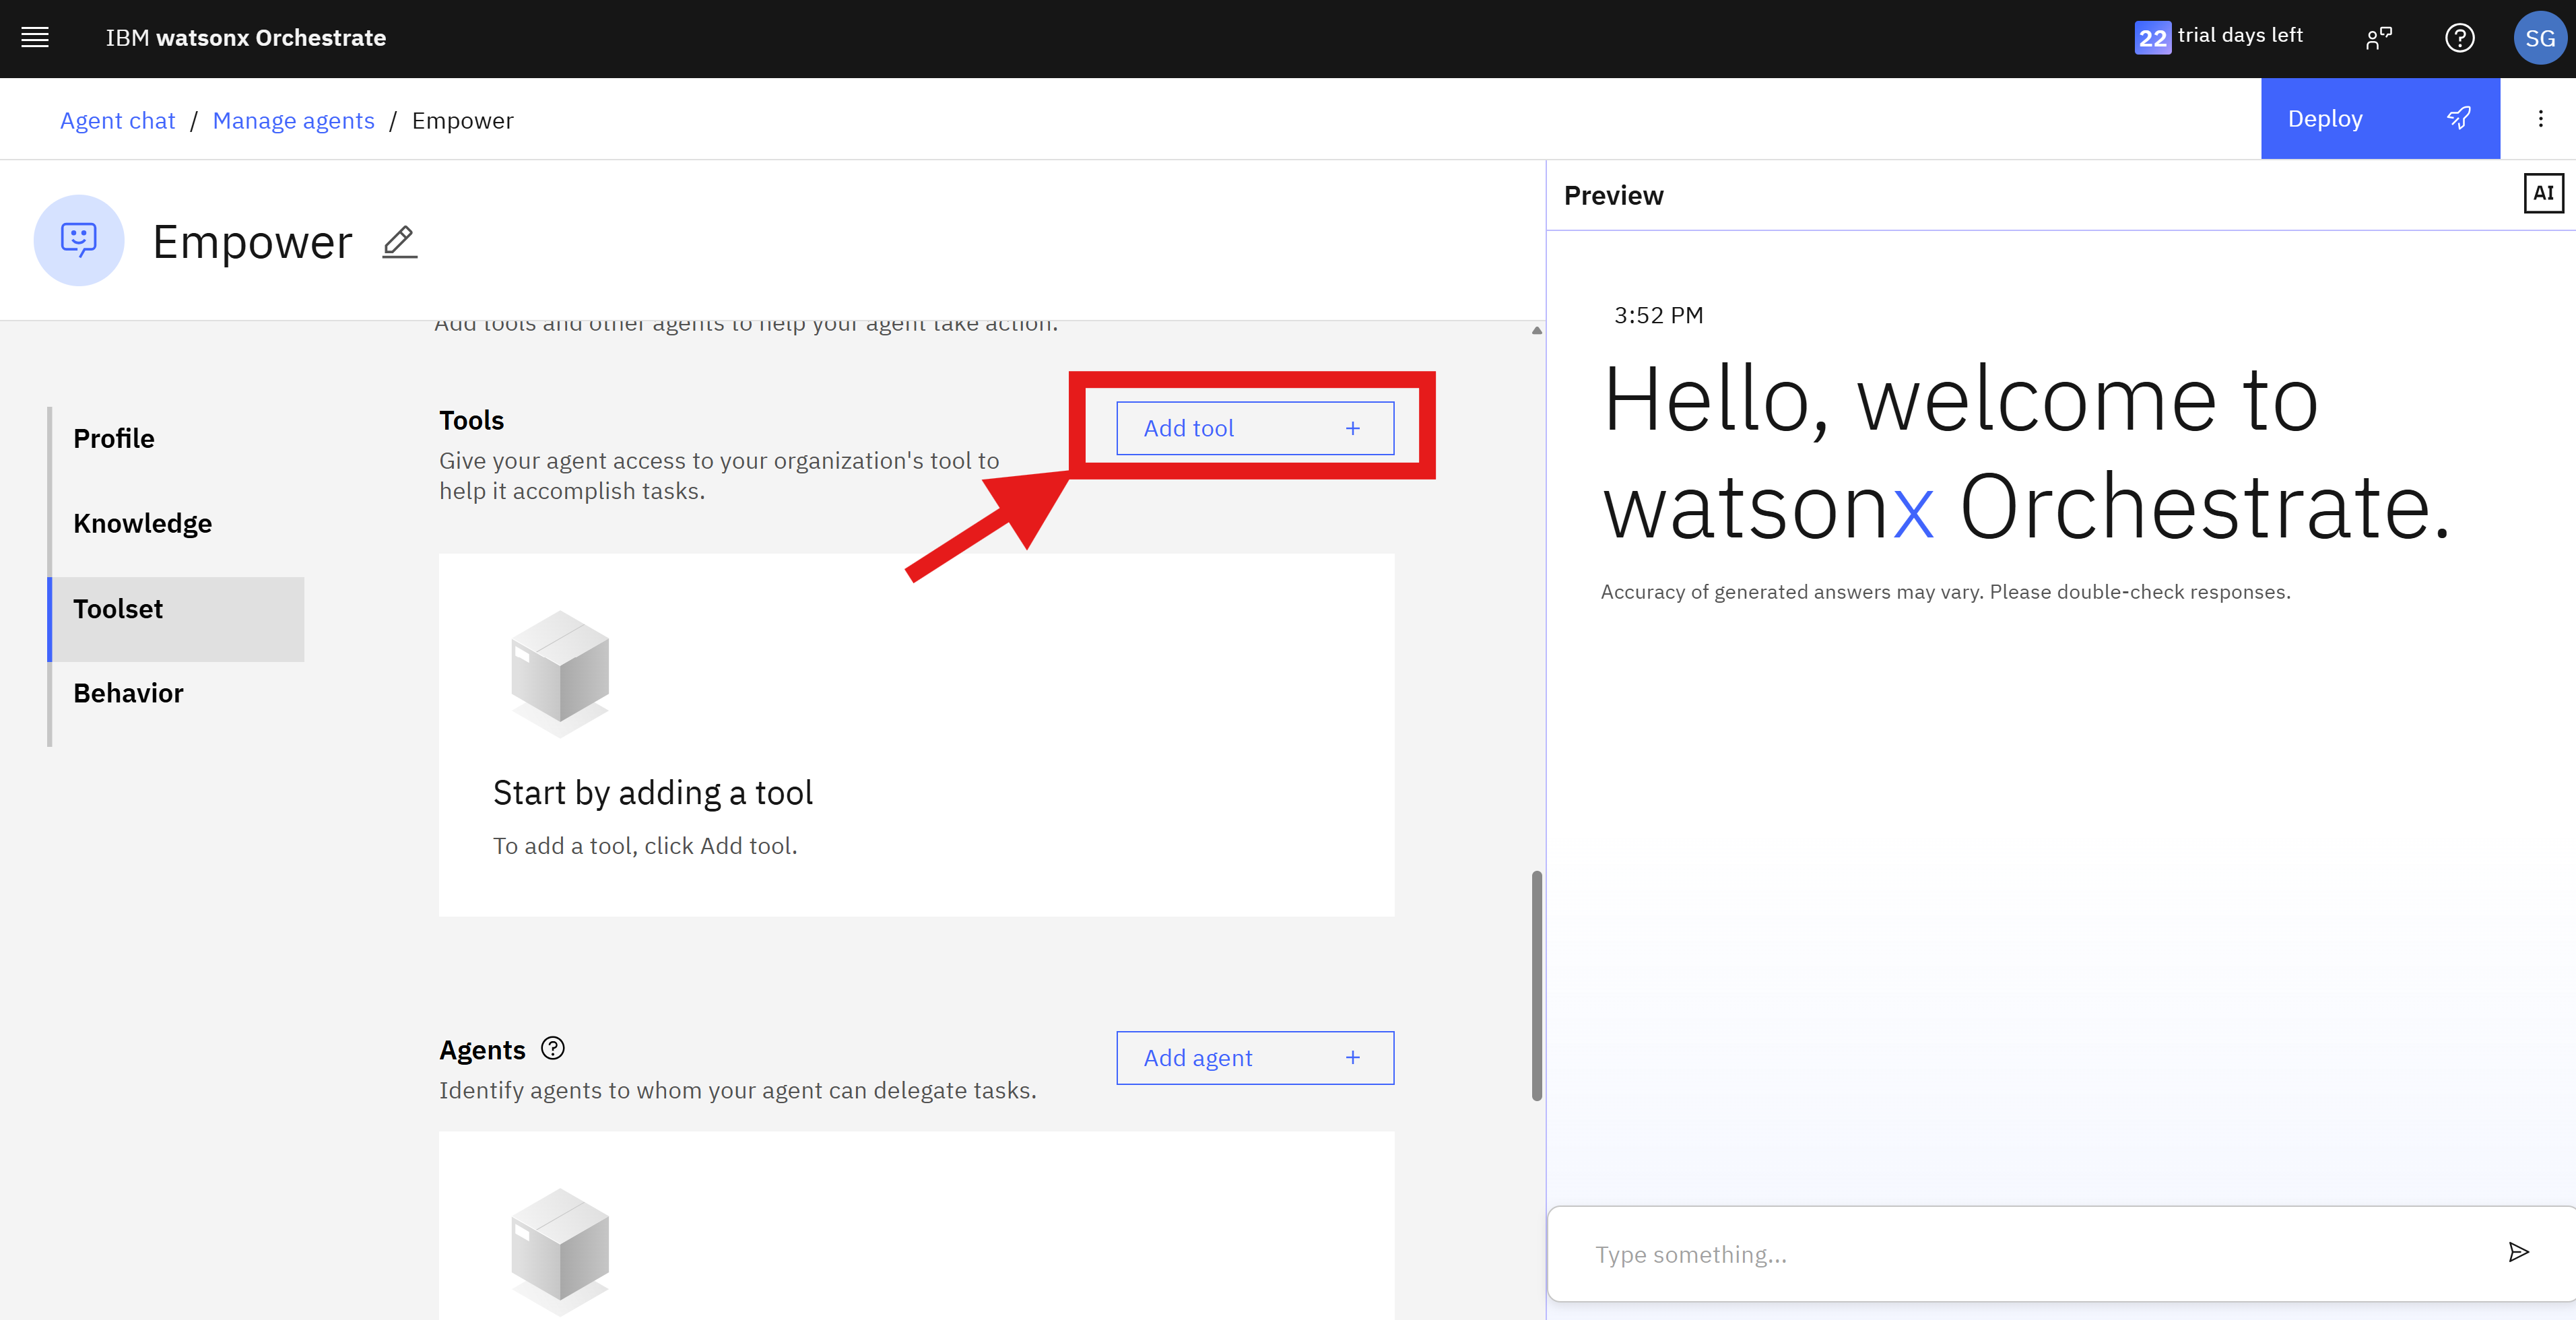 IBM watsonx Orchestrate
22 trial days left
SG
Agent chat / Manage agents / Empower
Deploy
Empower
Add tools and other agents to help your agent take action.
Profile
Knowledge
Toolset
Behavior
Tools
Give your agent access to your organization's tool to
help it accomplish tasks.
Add tool +
Start by adding a tool
To add a tool, click Add tool.
Agents
Identify agents to whom your agent can delegate tasks.
Add agent +
Preview
AI
3:52 PM
Hello, welcome to
watsonx Orchestrate.
Accuracy of generated answers may vary. Please double-check responses.
Type something...